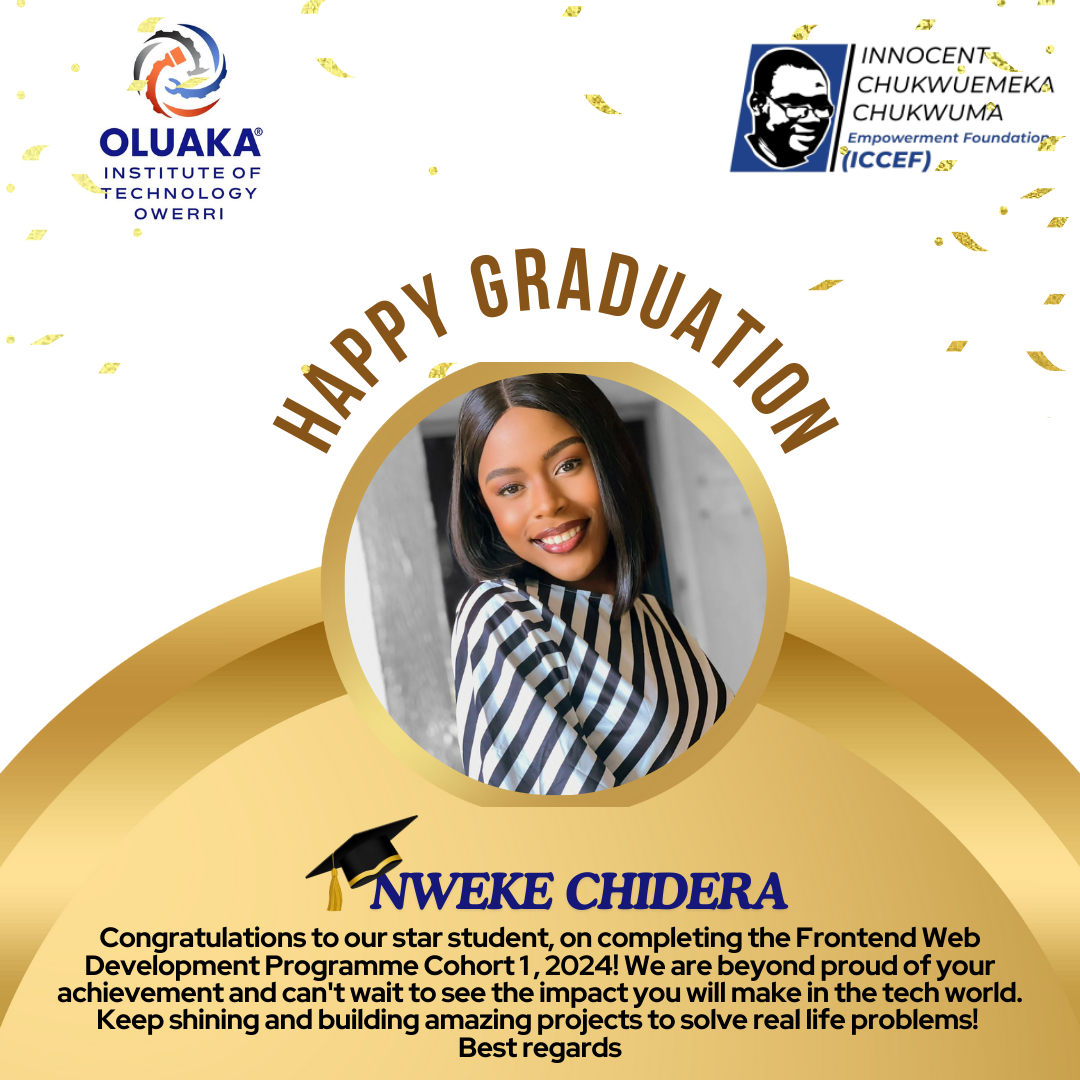 OLUAKA®
INSTITUTE OF
TECHNOLOGY
OWERRI
INNOCENT
CHUKWUEMEKA
CHUKWUMA
Empowerment Foundation
(ICCEF)
HAPPY GRADUATION
NWEKE CHIDERA
Congratulations to our star student, on completing the Frontend Web
Development Programme Cohort 1 , 2024! We are beyond proud of your
achievement and can't wait to see the impact you will make in the tech world.
Keep shining and building amazing projects to solve real life problems!
Best regards